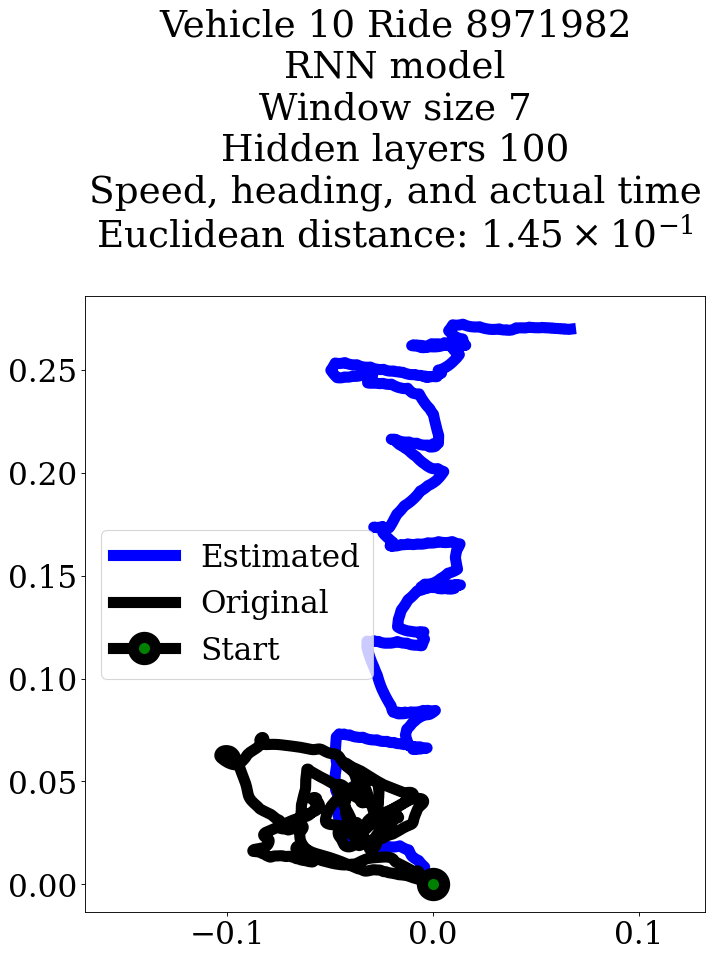 Vehicle 10 Ride 8971982
RNN model
Window size 7
Hidden layers 100
Speed, heading, and actual time
Euclidean distance: 1.45 × 10⁻¹
0.25
0.20
0.15
0.10
0.05
0.00
Estimated
Original
Start
−0.1
0.0
0.1